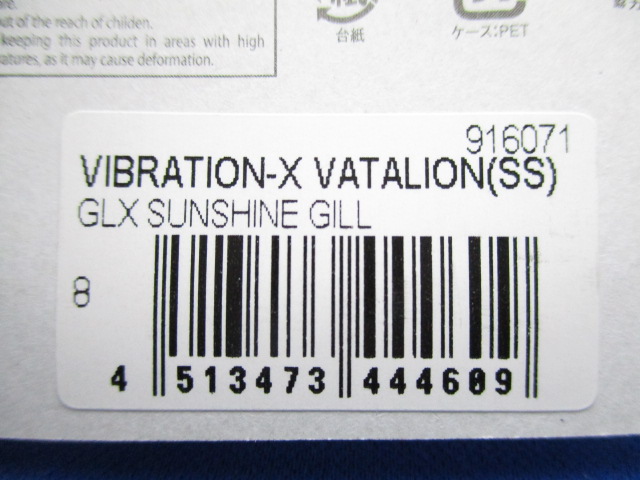 out of the reach of childen.
keeping this product in areas with high
as it may cause deformation.
台紙
ケース:PET
916071
VIBRATION-X VATALION(SS)
GLX SUNSHINE GILL
8
4 513473 444609